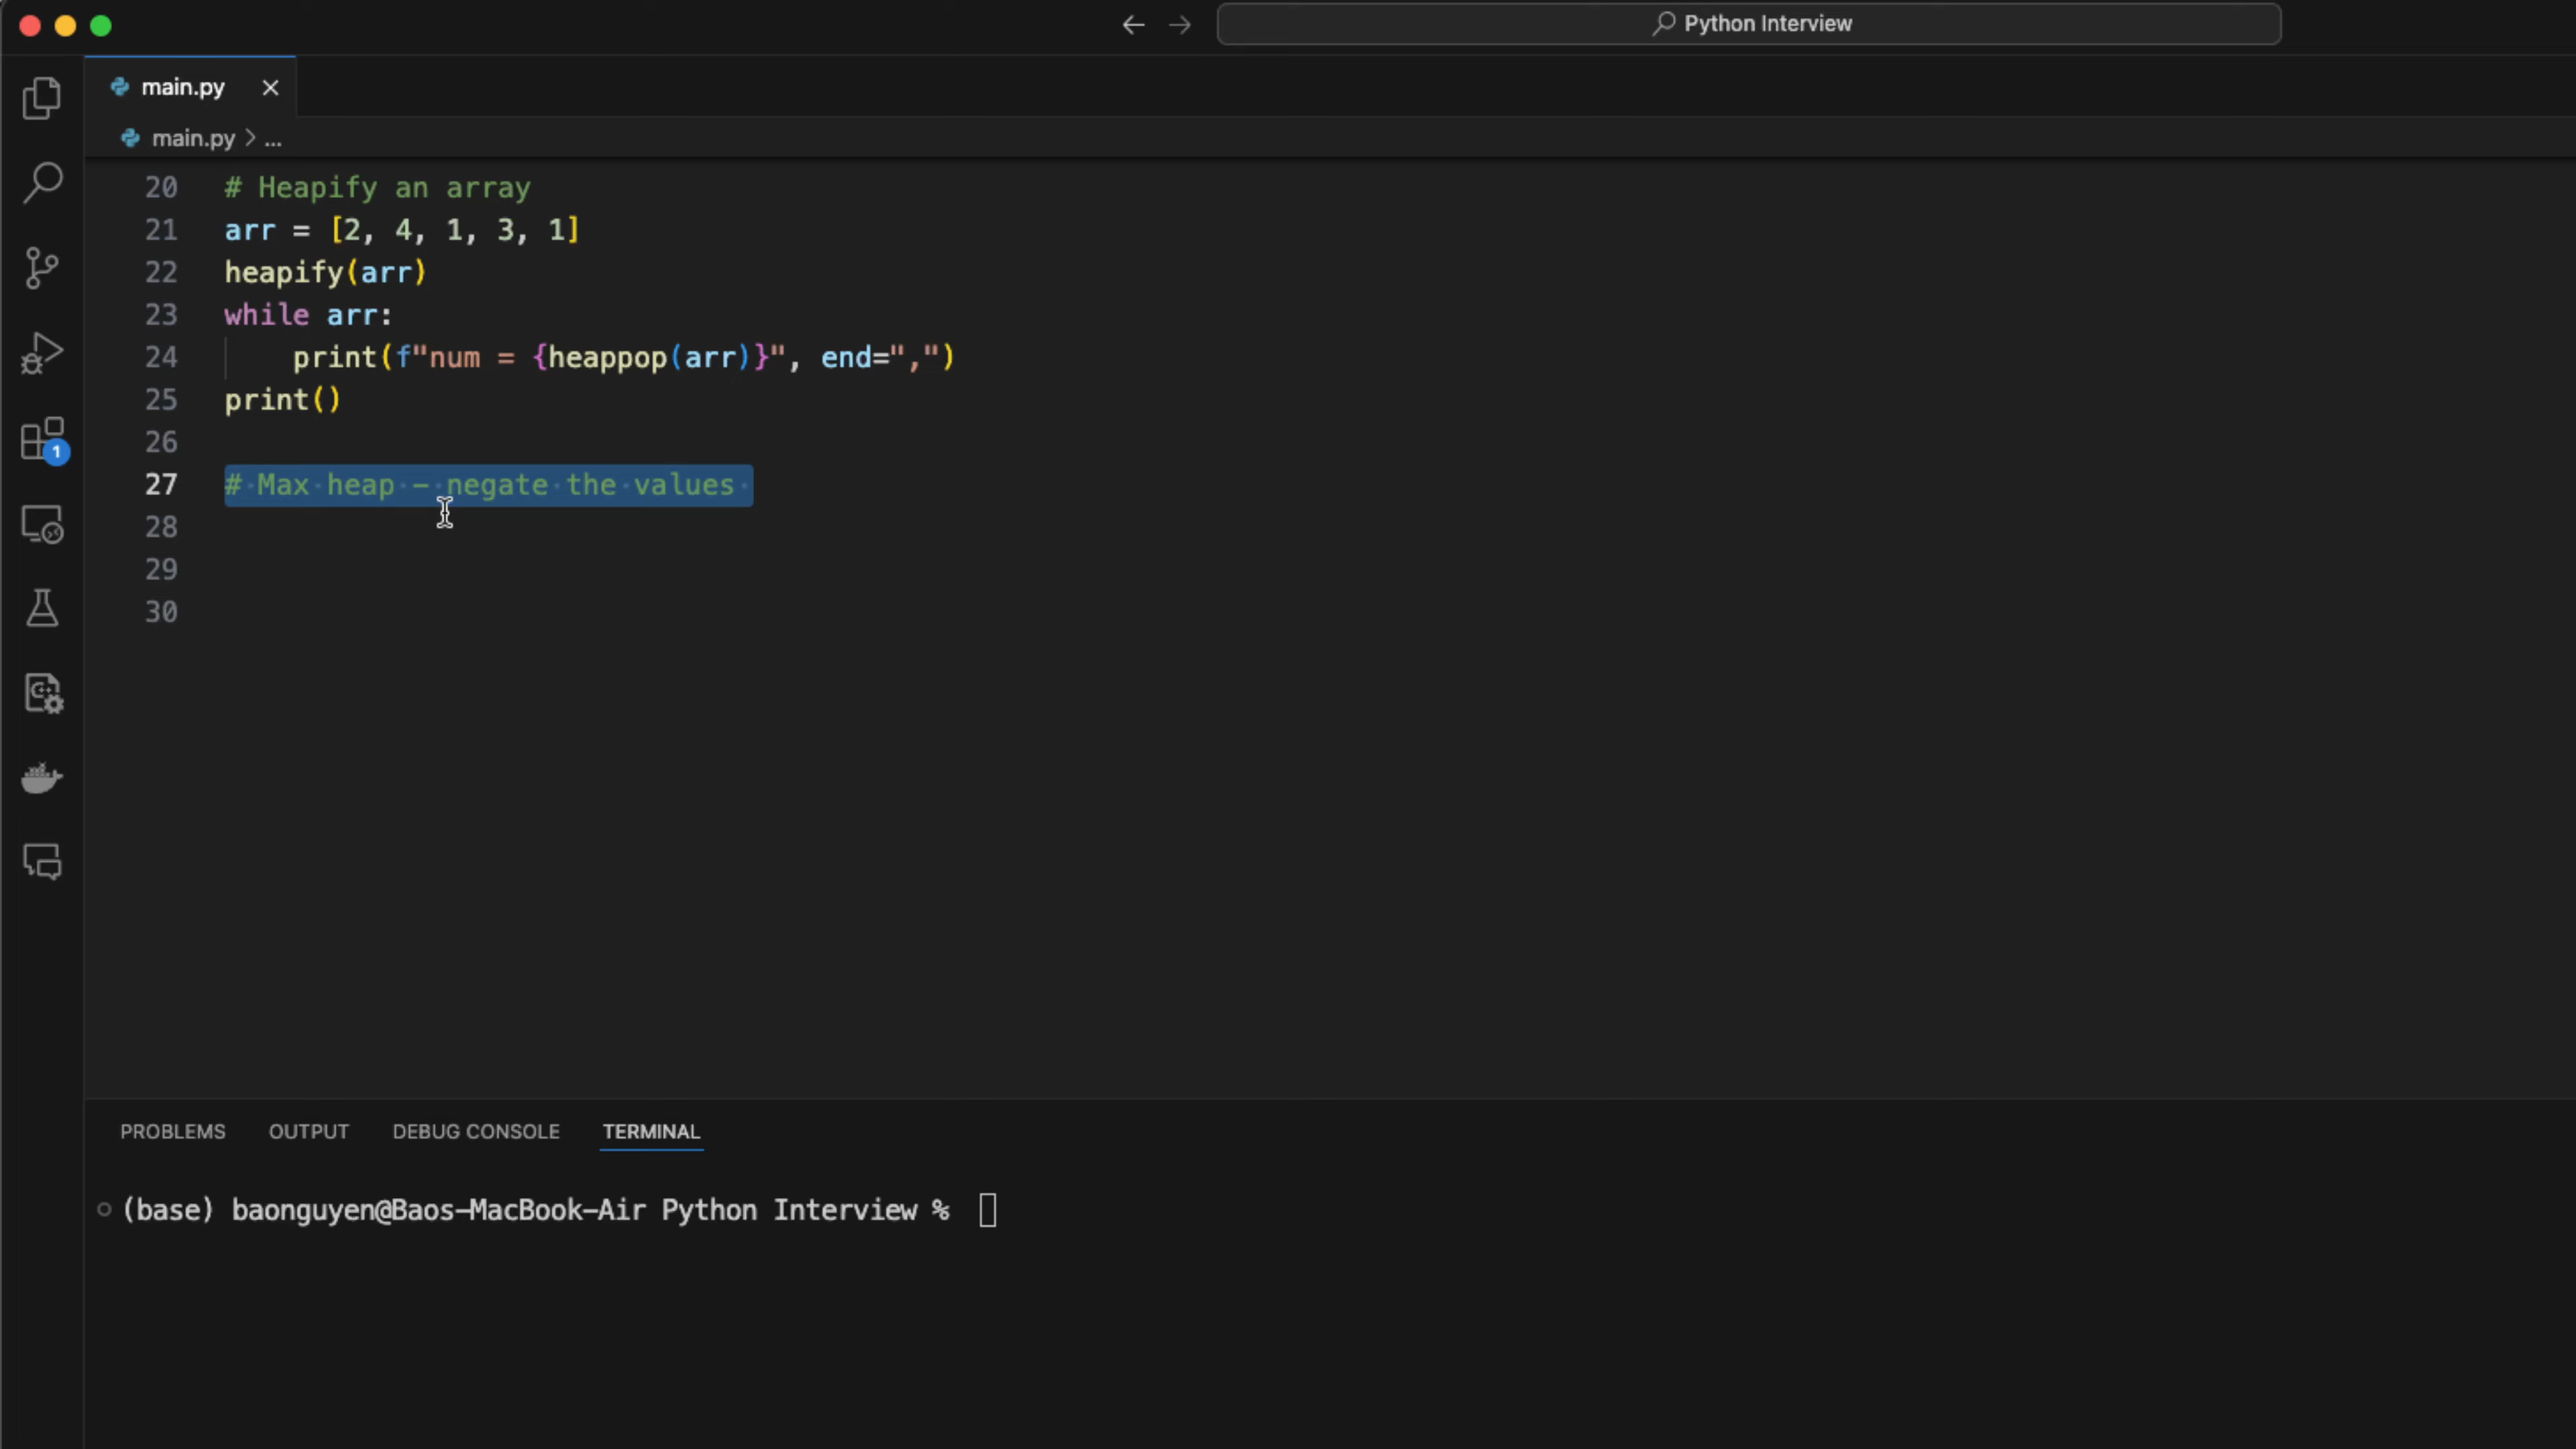 Python Interview
main.py
main.py > ...
20 # Heapify an array
21 arr = [2, 4, 1, 3, 1]
22 heapify(arr)
23 while arr:
24     print(f"num = {heappop(arr)}", end=",")
25 print()
26
27 # Max heap - negate the values
28
29
30
1
PROBLEMS OUTPUT DEBUG CONSOLE TERMINAL
(base) baonguyen@Baos-MacBook-Air Python Interview %